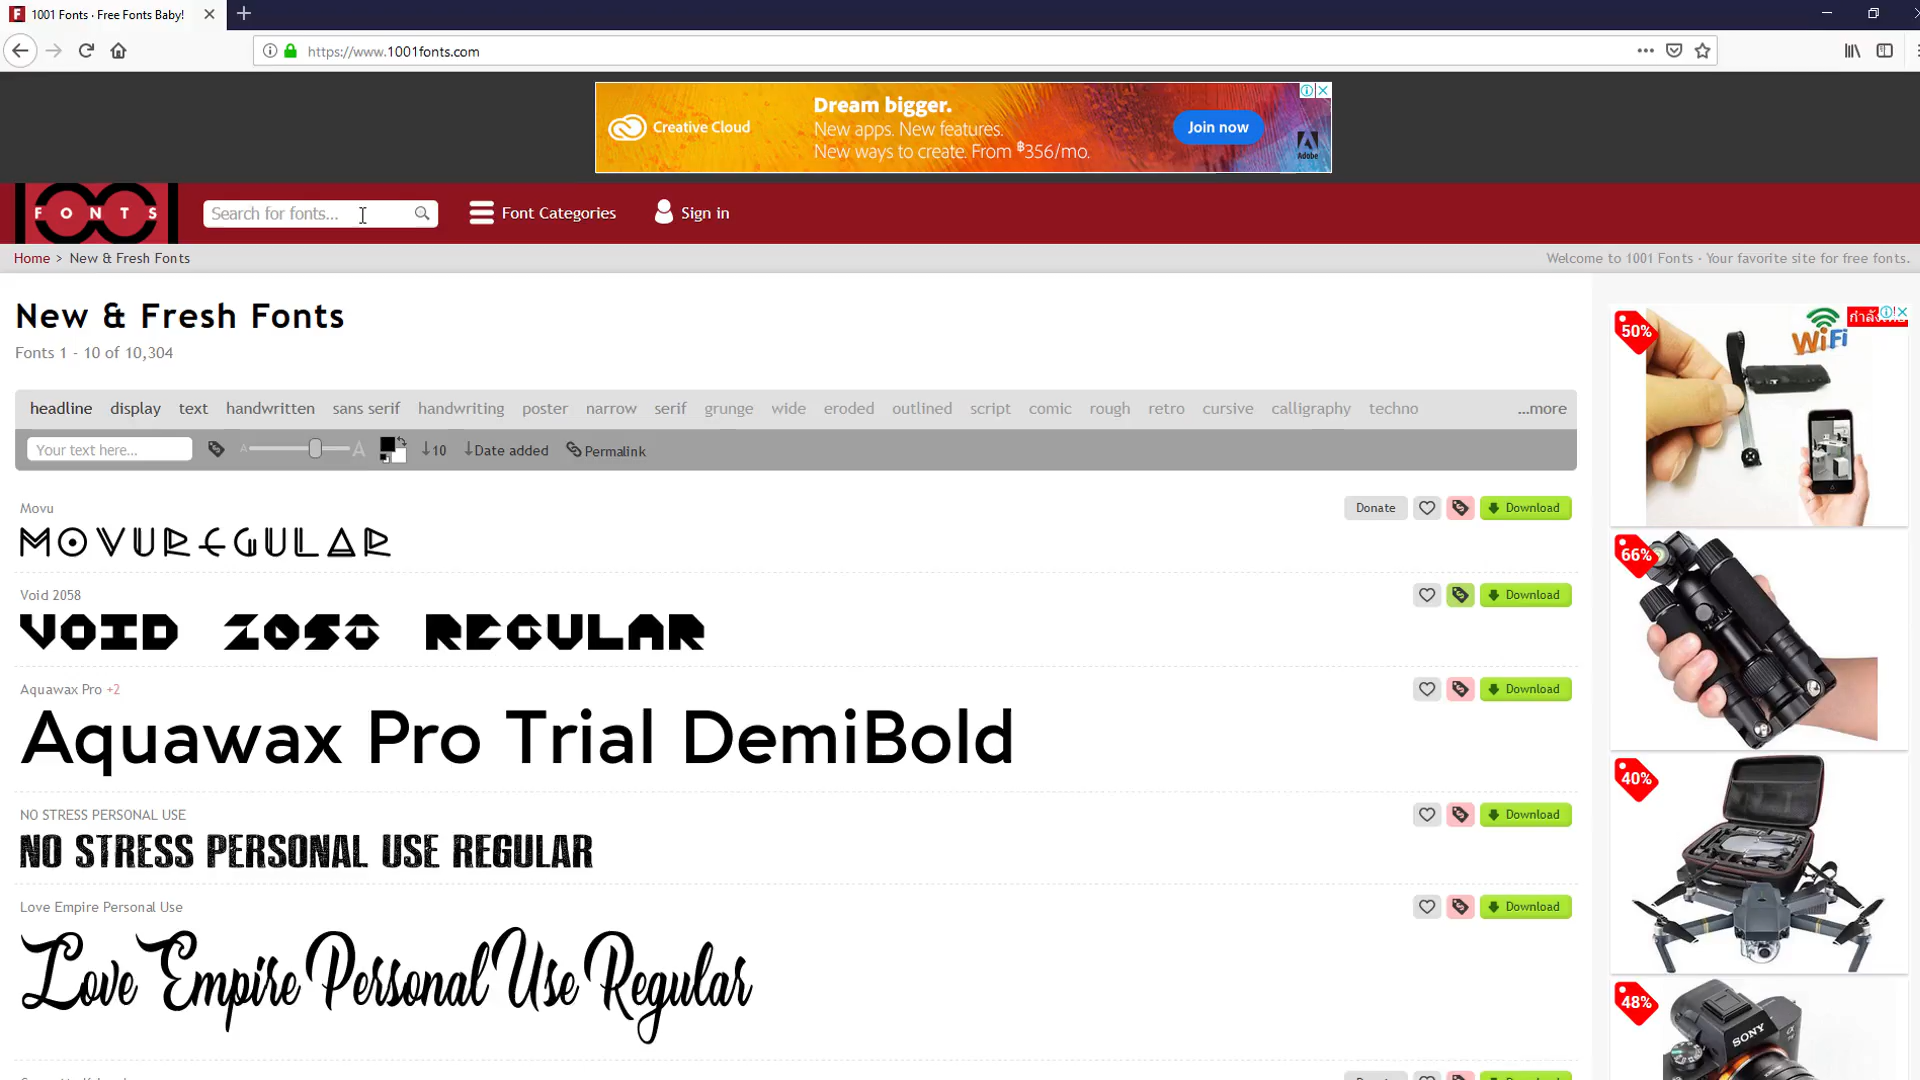 1001 Fonts · Free Fonts Baby!
https://www.1001fonts.com
Creative Cloud
Dream bigger.
New apps. New features.
New ways to create. From ฿356/mo.
Join now
Adobe
FONTS
Search for fonts...
Font Categories
Sign in
Home > New & Fresh Fonts
Welcome to 1001 Fonts · Your favorite site for free fonts.
New & Fresh Fonts
Fonts 1 - 10 of 10,304
headline display text handwritten sans serif handwriting poster narrow serif grunge wide eroded outlined script comic rough retro cursive calligraphy techno ...more
Your text here...
A A
10
Date added
Permalink
Movu
Donate
Download
MOVUREGULAR
Void 2058
Download
VOID 2058 REGULAR
Aquawax Pro +2
Download
Aquawax Pro Trial DemiBold
NO STRESS PERSONAL USE
Download
NO STRESS PERSONAL USE REGULAR
Love Empire Personal Use
Download
Love Empire Personal Use Regular
50%
WiFi
66%
40%
48%
SONY